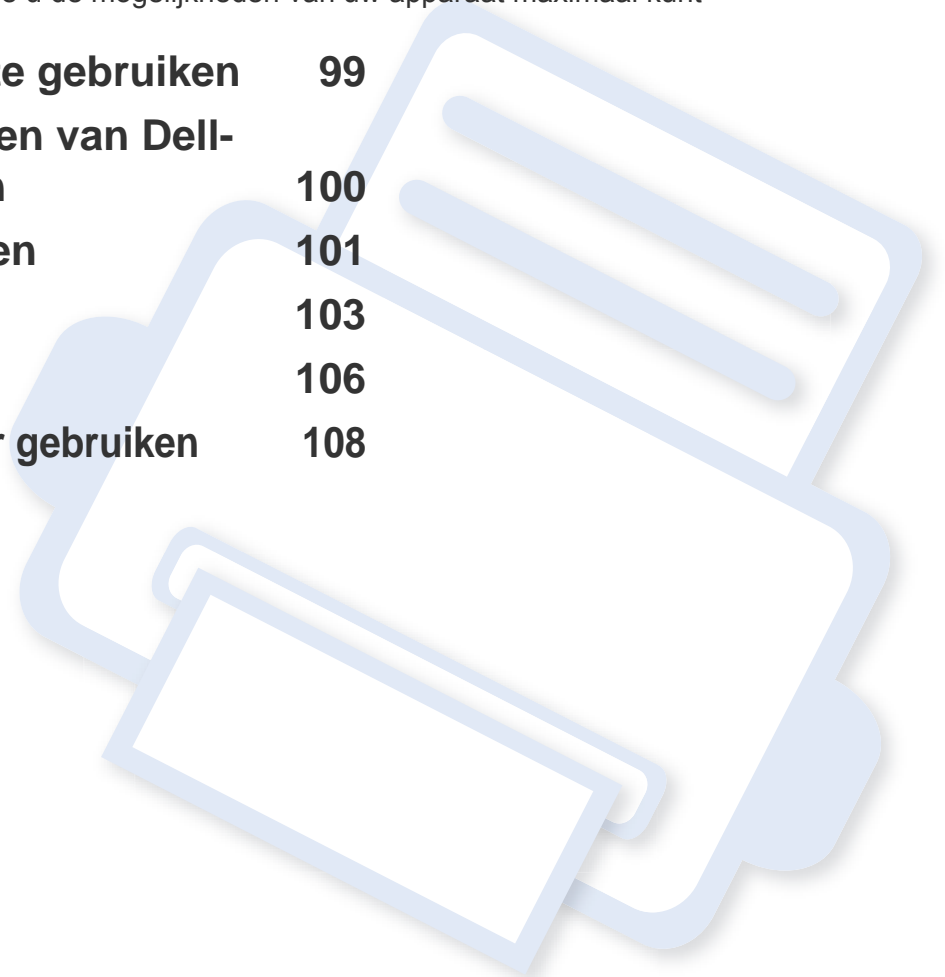 u de mogelijkheden van uw apparaat maximaal kunt
te gebruiken 99
en van Dell-
100
en 101
103
106
gebruiken 108